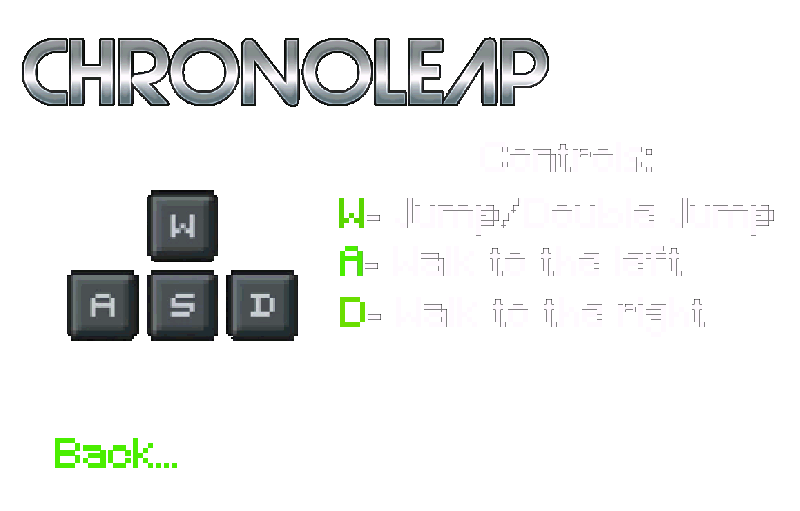 CHRONOLEAP
Controls:
W
W- Jump/Double Jump
A- Walk to the left
A S D
D- Walk to the right
Back...